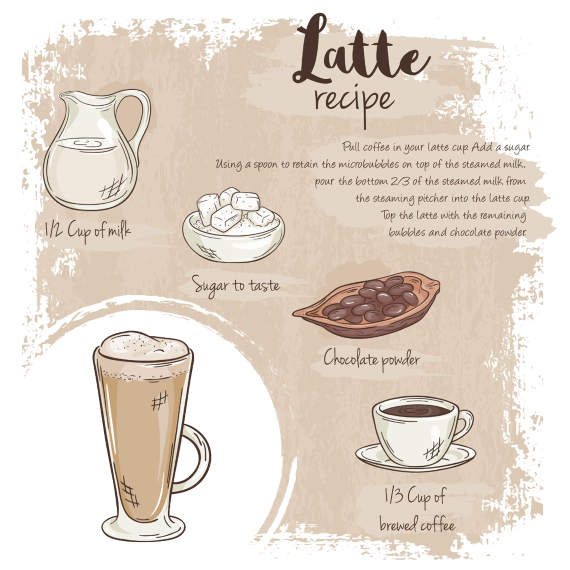 Latte
recipe
Pull coffee in your latte cup Add a sugar.
Using a spoon to retain the microbubbles on top of the steamed milk,
pour the bottom 2/3 of the steamed milk from
the steaming pitcher into the latte cup.
Top the latte with the remaining
bubbles and chocolate powder.
1/2 Cup of milk
Sugar to taste
Chocolate powder
1/3 Cup of
brewed coffee